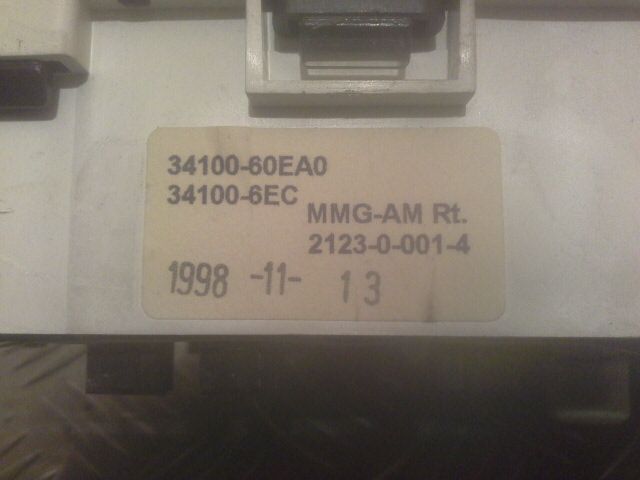 34100-60EA0
34100-6EC
MMG-AM Rt.
2123-0-001-4
1998 -11- 13